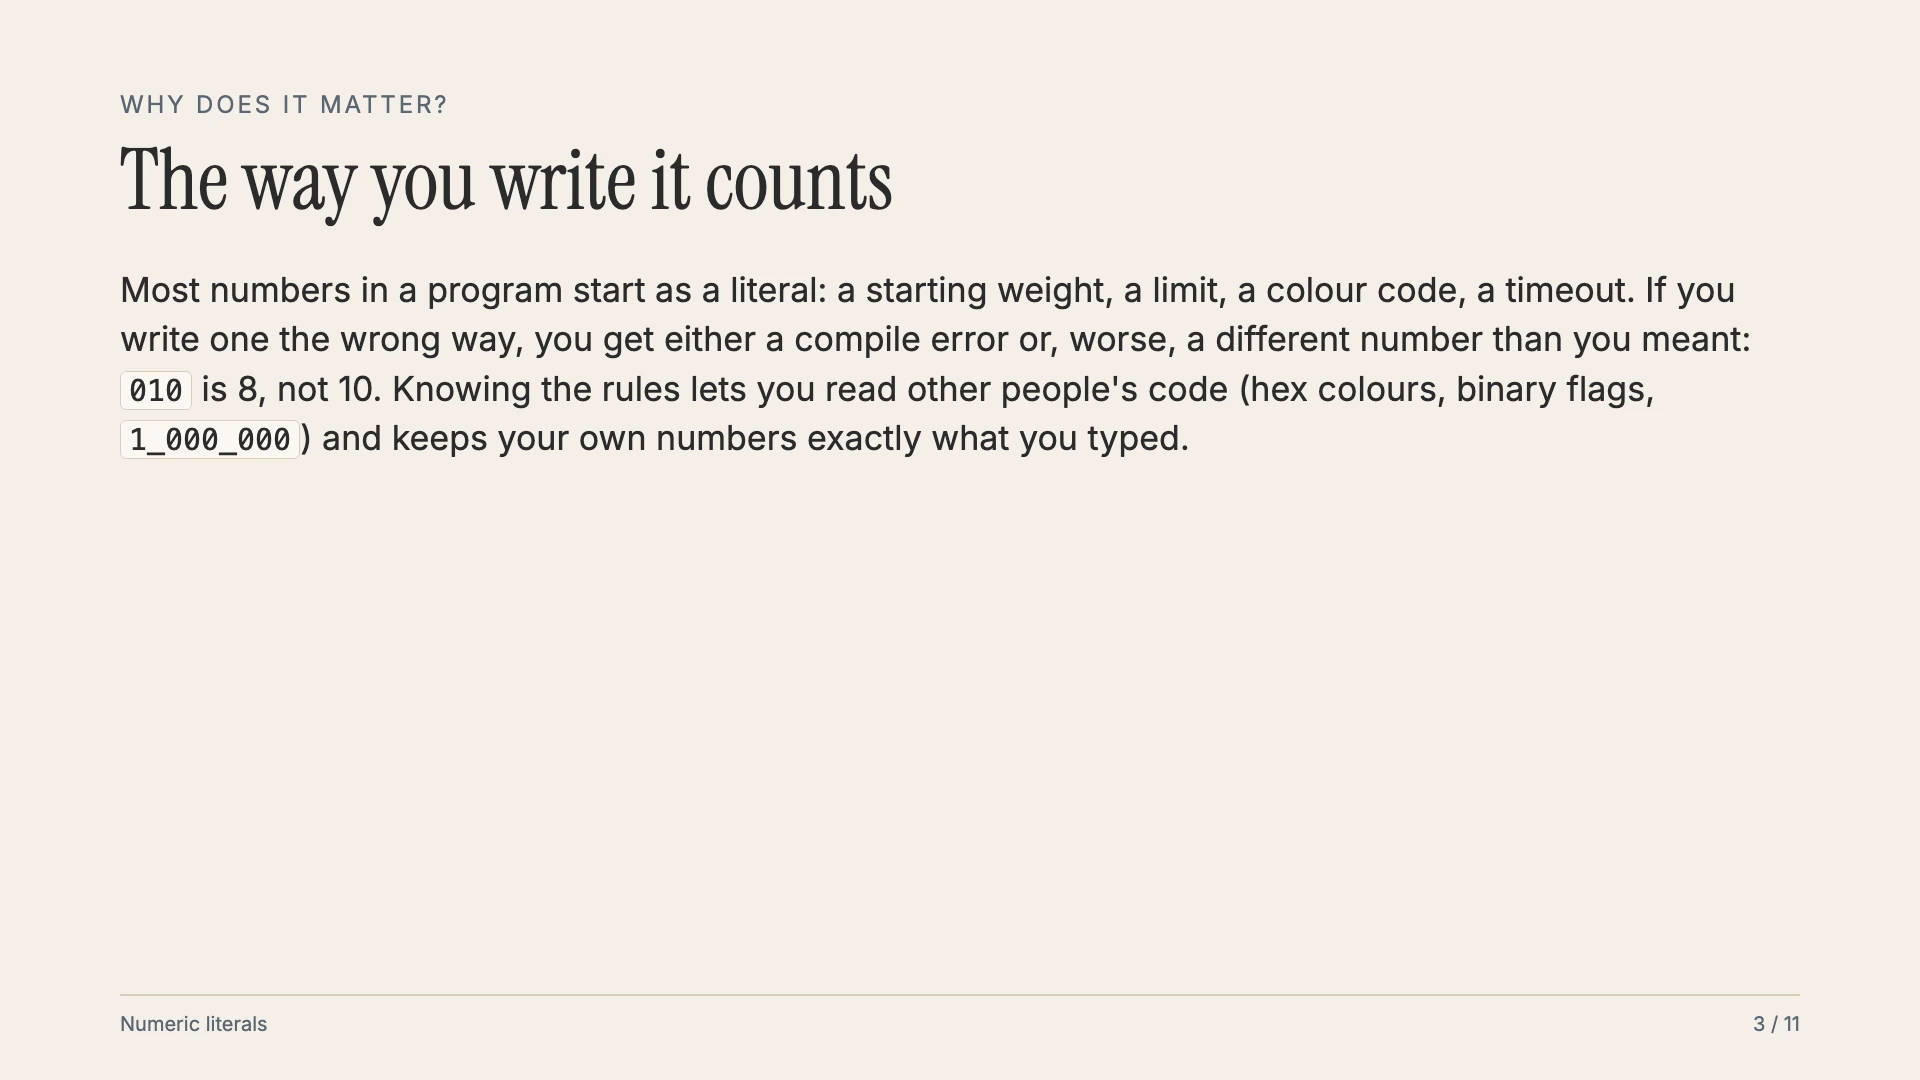 WHY DOES IT MATTER?
The way you write it counts
Most numbers in a program start as a literal: a starting weight, a limit, a colour code, a timeout. If you
write one the wrong way, you get either a compile error or, worse, a different number than you meant:
010 is 8, not 10. Knowing the rules lets you read other people's code (hex colours, binary flags,
1_000_000) and keeps your own numbers exactly what you typed.
Numeric literals
3 / 11